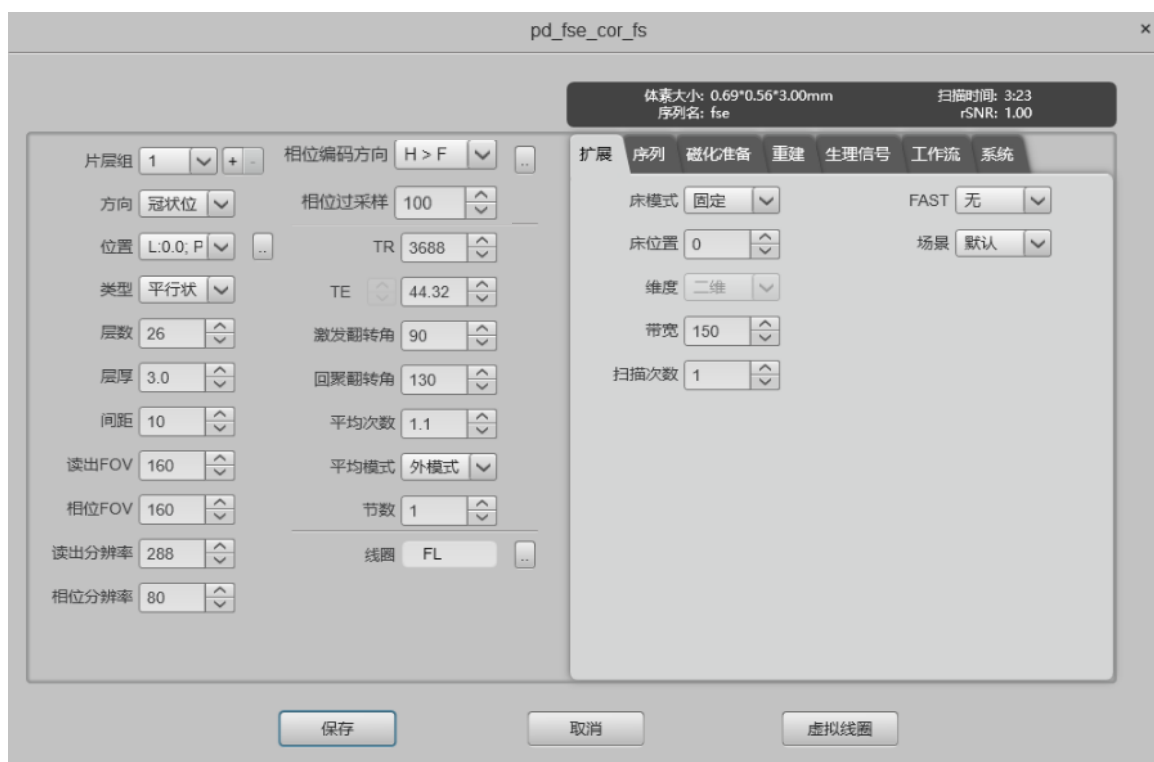 pd_fse_cor_fs
×
体素大小: 0.69*0.56*3.00mm 扫描时间: 3:23
序列名: fse rSNR: 1.00
片层组 1 + -
方向 冠状位
位置 L:0.0; P ..
类型 平行状
层数 26
层厚 3.0
间距 10
读出FOV 160
相位FOV 160
读出分辨率 288
相位分辨率 80
相位编码方向 H > F ..
相位过采样 100
TR 3688
TE 44.32
激发翻转角 90
回聚翻转角 130
平均次数 1.1
平均模式 外模式
节数 1
线圈 FL ..
扩展 序列 磁化准备 重建 生理信号 工作流 系统
床模式 固定 FAST 无
床位置 0 场景 默认
维度 二维
带宽 150
扫描次数 1
保存 取消 虚拟线圈